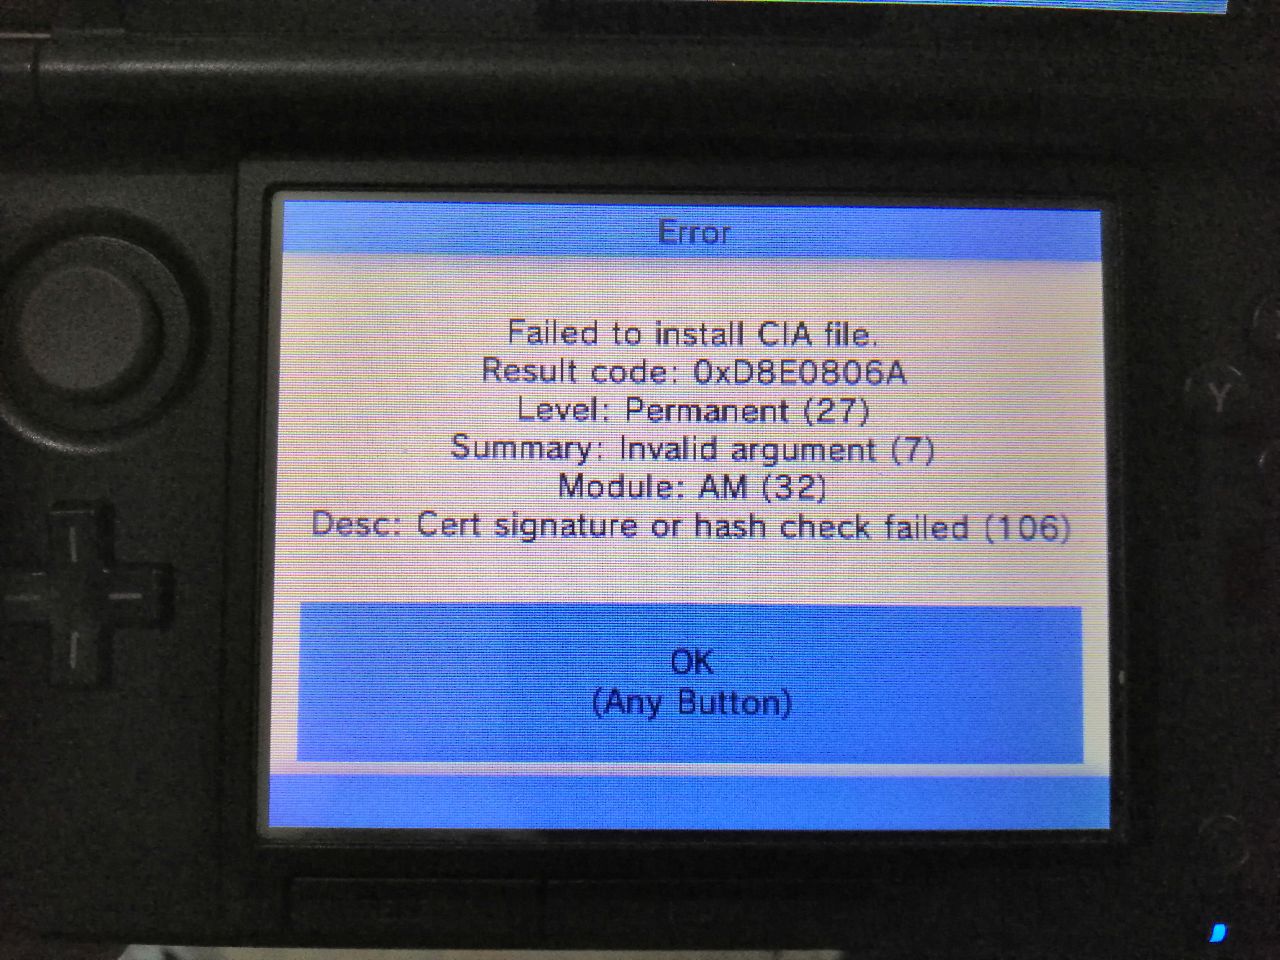 Error
Failed to install CIA file.
Result code: 0xD8E0806A
Level: Permanent (27)
Summary: Invalid argument (7)
Module: AM (32)
Desc: Cert signature or hash check failed (106)
OK
(Any Button)
Y